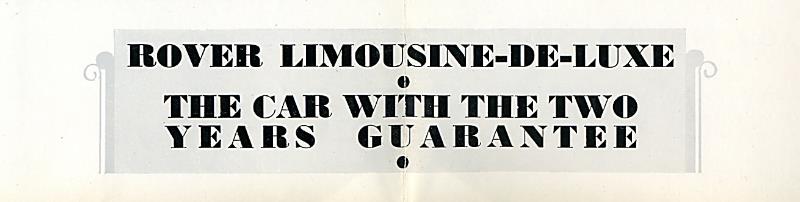 ROVER LIMOUSINE-DE-LUXE
THE CAR WITH THE TWO
YEARS GUARANTEE